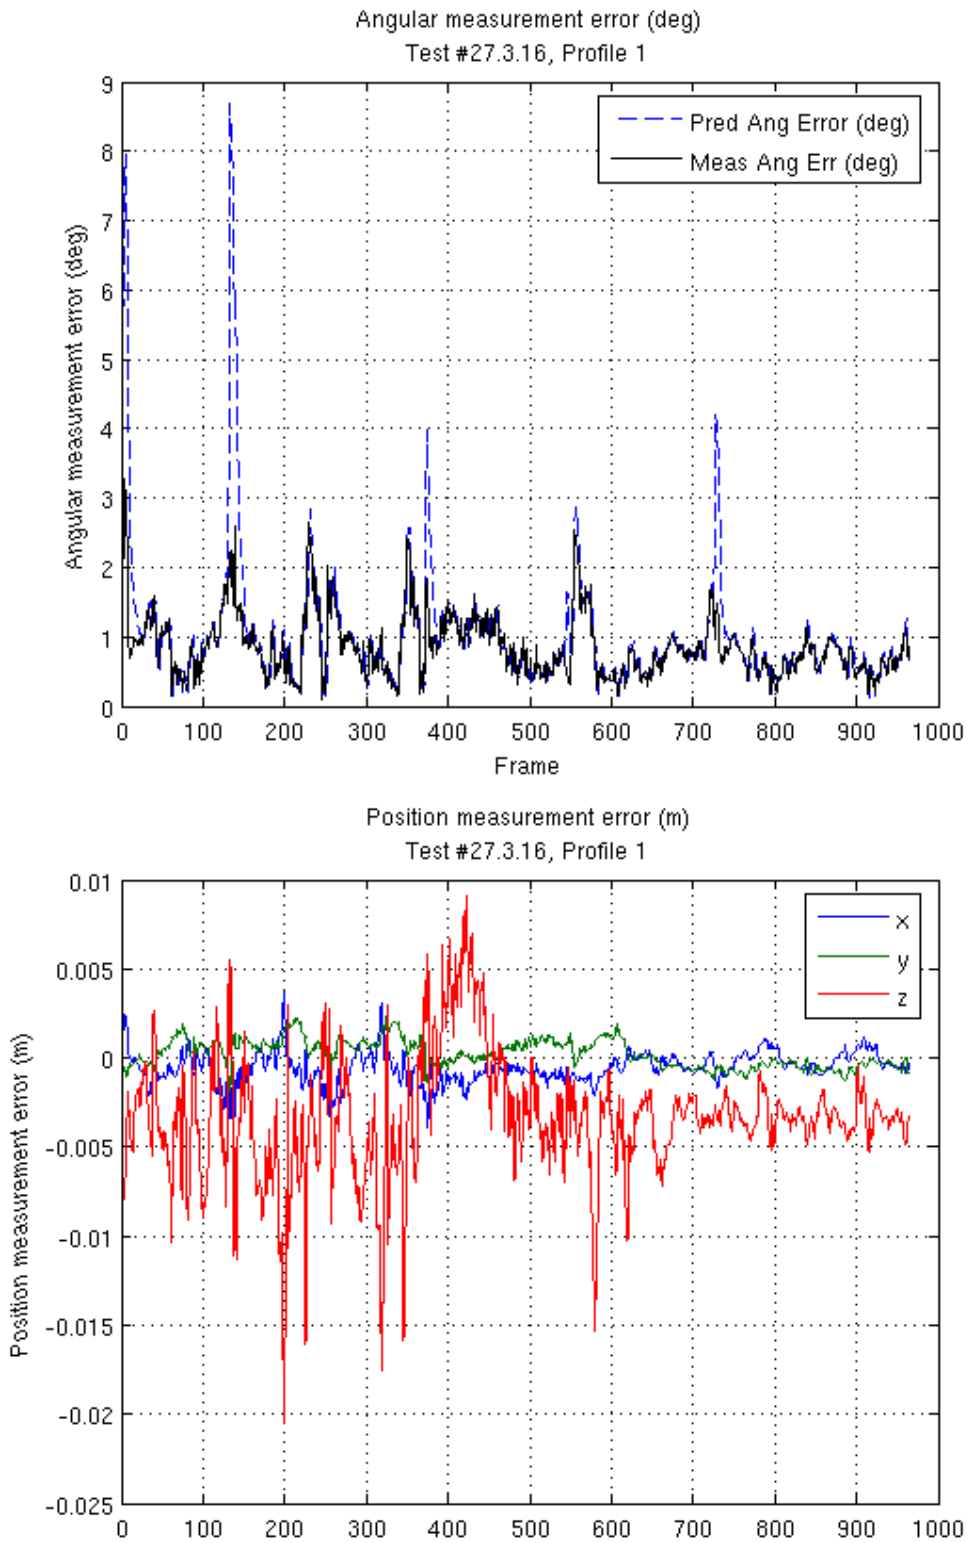 Angular measurement error (deg)
Test #27.3.16, Profile 1
9
8
7
6
5
4
3
2
1
0
Angular measurement error (deg)
Pred Ang Error (deg)
Meas Ang Err (deg)
0 100 200 300 400 500 600 700 800 900 1000
Frame
Position measurement error (m)
Test #27.3.16, Profile 1
0.01
0.005
0
-0.005
-0.01
-0.015
-0.02
-0.025
Position measurement error (m)
x
y
z
0 100 200 300 400 500 600 700 800 900 1000